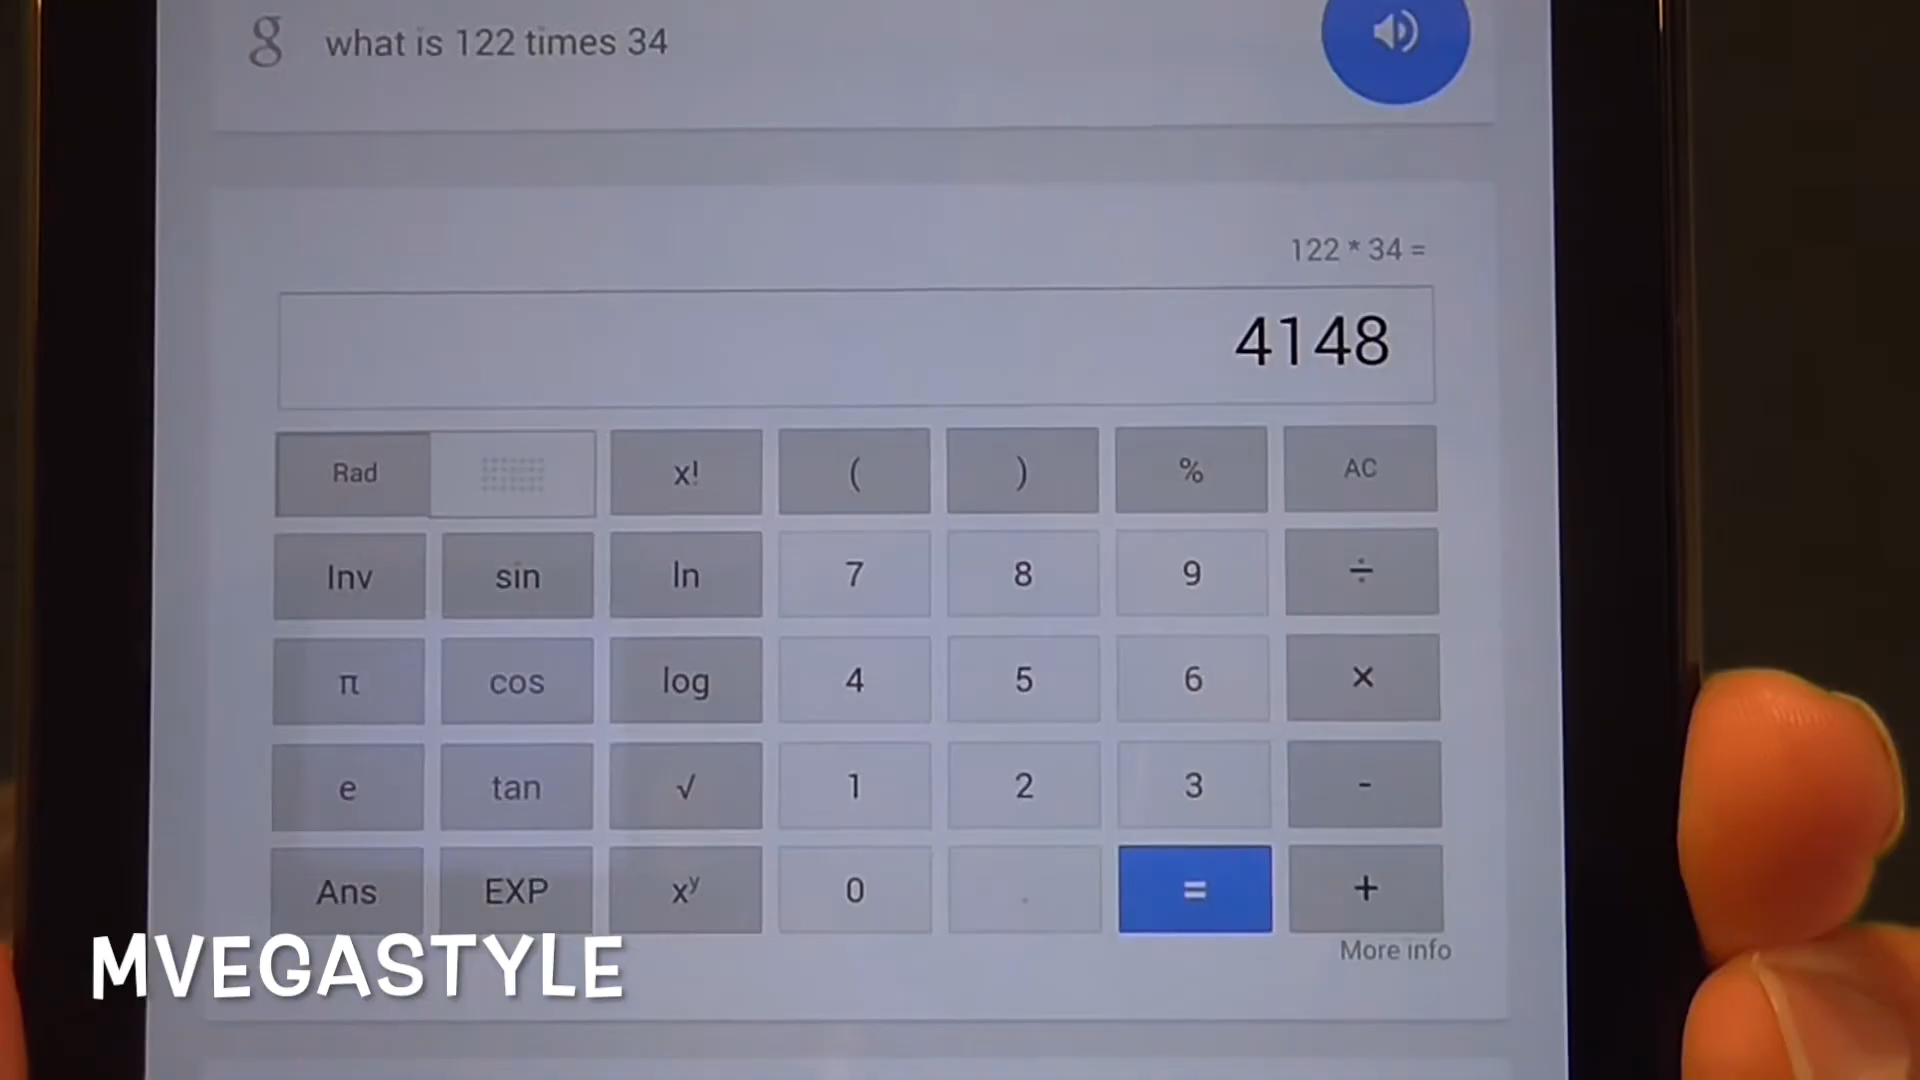 g what is 122 times 34
122 * 34 =
4148
Rad x! ( ) % AC
Inv sin ln 7 8 9 ÷
π cos log 4 5 6 ×
e tan √ 1 2 3 -
Ans EXP xʸ 0 . = +
More info
MVEGASTYLE